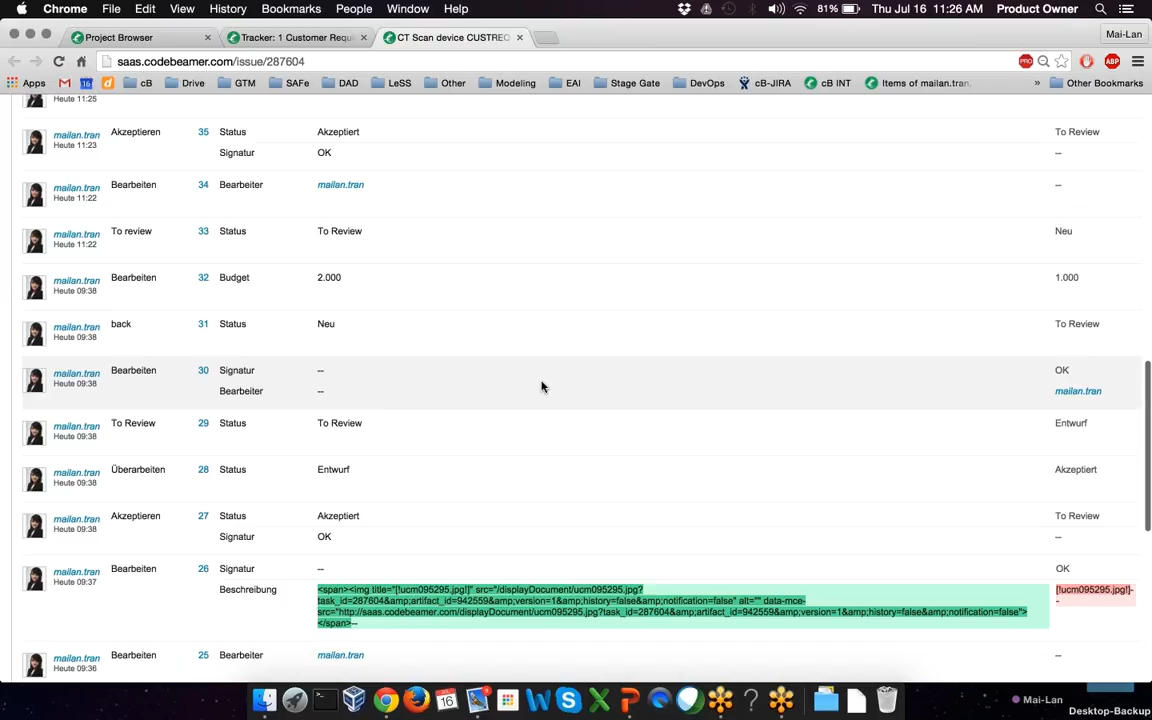 Chrome File Edit View History Bookmarks People Window Help 81% Thu Jul 16 11:26 AM Product Owner
Project Browser × Tracker: 1 Customer Requi × CT Scan device CUSTREQ × Mai-Lan
saas.codebeamer.com/issue/287604 PRO ABP
Apps 16 cB Drive GTM SAFe DAD LeSS Other Modeling EAI Stage Gate DevOps cB-JIRA cB INT Items of mailan.tran. » Other Bookmarks
Heute 11:25
mailan.tran Akzeptieren 35 Status Akzeptiert To Review
Heute 11:23
Signatur OK --
mailan.tran Bearbeiten 34 Bearbeiter mailan.tran --
Heute 11:22
mailan.tran To review 33 Status To Review Neu
Heute 11:22
mailan.tran Bearbeiten 32 Budget 2.000 1.000
Heute 09:38
mailan.tran back 31 Status Neu To Review
Heute 09:38
mailan.tran Bearbeiten 30 Signatur -- OK
Heute 09:38
Bearbeiter -- mailan.tran
mailan.tran To Review 29 Status To Review Entwurf
Heute 09:38
mailan.tran Überarbeiten 28 Status Entwurf Akzeptiert
Heute 09:38
mailan.tran Akzeptieren 27 Status Akzeptiert To Review
Heute 09:38
Signatur OK --
mailan.tran Bearbeiten 26 Signatur -- OK
Heute 09:37
Beschreibung <span><img title="[!ucm095295.jpg!]" src="/displayDocument/ucm095295.jpg? [!ucm095295.jpg!]-
task_id=287604&amp;artifact_id=942559&amp;version=1&amp;history=false&amp;notification=false" alt="" data-mce- -
src="http://saas.codebeamer.com/displayDocument/ucm095295.jpg?task_id=287604&amp;artifact_id=942559&amp;version=1&amp;history=false&amp;notification=false">
</span>--
mailan.tran Bearbeiten 25 Bearbeiter mailan.tran --
Heute 09:36
16
Mai-Lan
Desktop-Backup